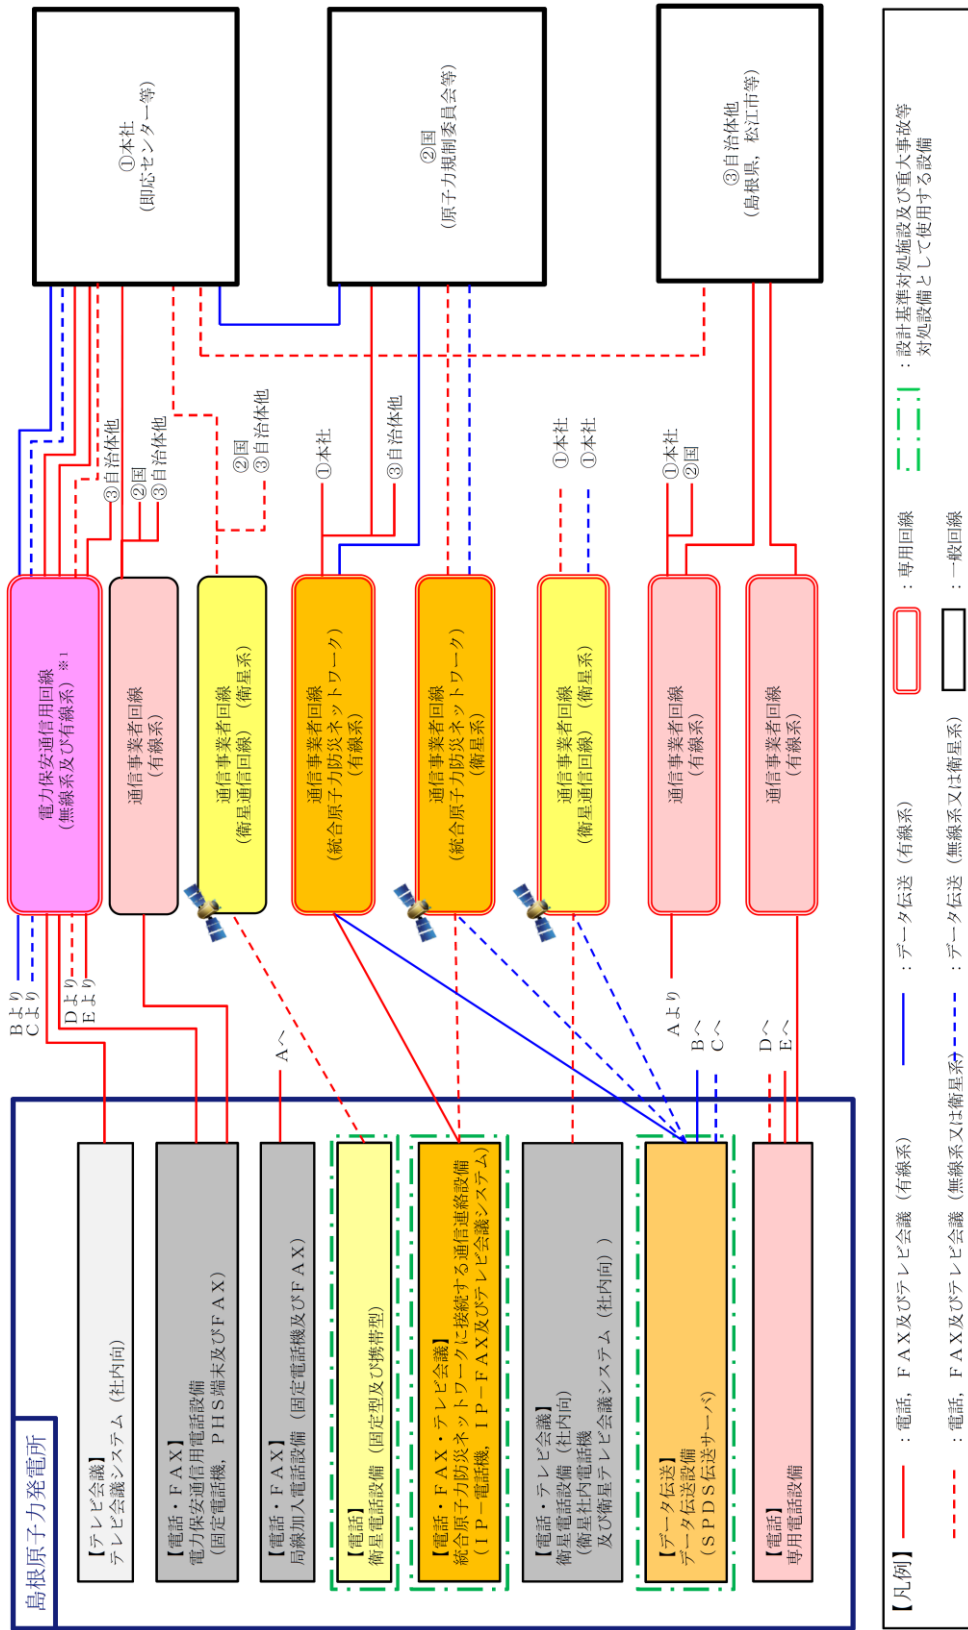 島根原子力発電所
【テレビ会議】
テレビ会議システム（社内向）
【電話・ＦＡＸ】
電力保安通信用電話設備
（固定電話機，ＰＨＳ端末及びＦＡＸ）
【電話・ＦＡＸ】
局線加入電話設備（固定電話機及びＦＡＸ）
【電話】
衛星電話設備（固定型及び携帯型）
【電話・ＦＡＸ・テレビ会議】
統合原子力防災ネットワークに接続する通信連絡設備
（ＩＰ－電話機，ＩＰ－ＦＡＸ及びテレビ会議システム）
【電話・テレビ会議】
衛星電話設備（社内向）
（衛星社内電話機
及び衛星テレビ会議システム（社内向））
【データ伝送】
データ伝送設備
（ＳＰＤＳ伝送サーバ）
【電話】
専用電話設備
Ｂより
Ｃより
Ｄより
Ｅより
Ａへ
Ａより
Ｂへ
Ｃへ
Ｄへ
Ｅへ
電力保安通信用回線
（無線系及び有線系）※1
通信事業者回線
（有線系）
通信事業者回線
（衛星通信回線）（衛星系）
通信事業者回線
（統合原子力防災ネットワーク）
（有線系）
通信事業者回線
（統合原子力防災ネットワーク）
（衛星系）
通信事業者回線
（衛星通信回線）（衛星系）
通信事業者回線
（有線系）
通信事業者回線
（有線系）
③自治体他
②国
③自治体他
②国
③自治体他
①本社
③自治体他
①本社
①本社
①本社
②国
①本社
（即応センター等）
②国
（原子力規制委員会等）
③自治体他
（島根県，松江市等）
【凡例】
：電話，ＦＡＸ及びテレビ会議（有線系）
：データ伝送（有線系）
：専用回線
：設計基準対処施設及び重大事故等
対処設備として使用する設備
：電話，ＦＡＸ及びテレビ会議（無線系又は衛星系）
：データ伝送（無線系又は衛星系）
：一般回線